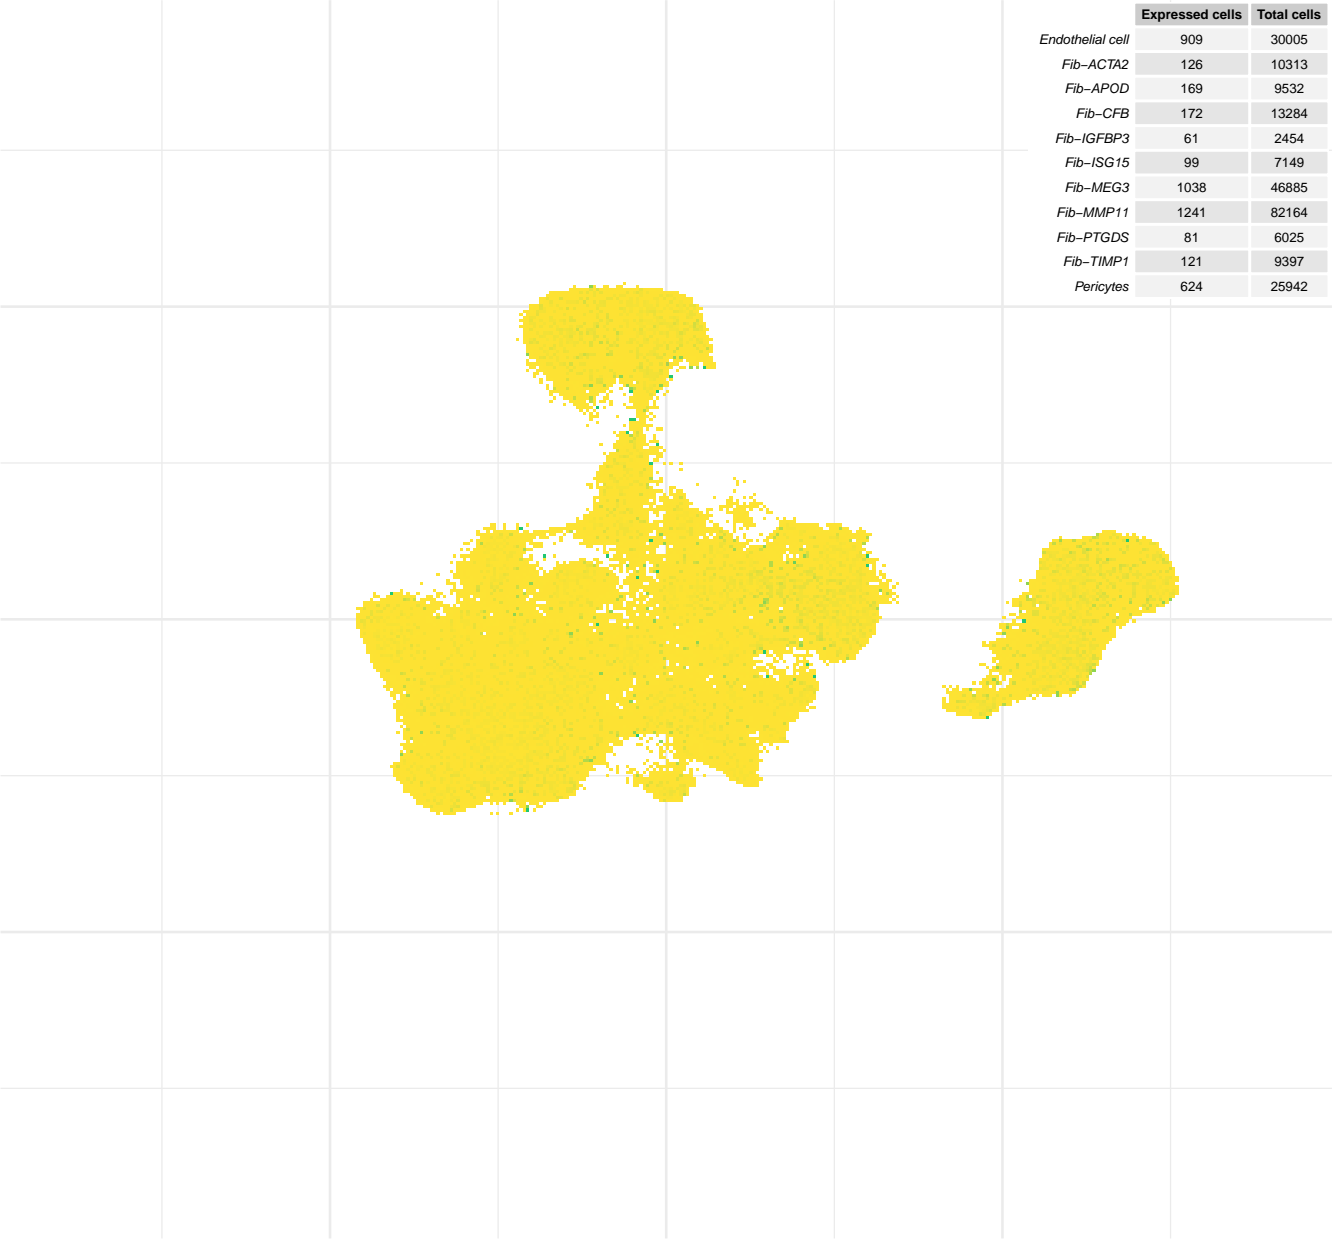 Expressed cells Total cells
Endothelial cell 909 30005
Fib−ACTA2 126 10313
Fib−APOD 169 9532
Fib−CFB 172 13284
Fib−IGFBP3 61 2454
Fib−ISG15 99 7149
Fib−MEG3 1038 46885
Fib−MMP11 1241 82164
Fib−PTGDS 81 6025
Fib−TIMP1 121 9397
Pericytes 624 25942